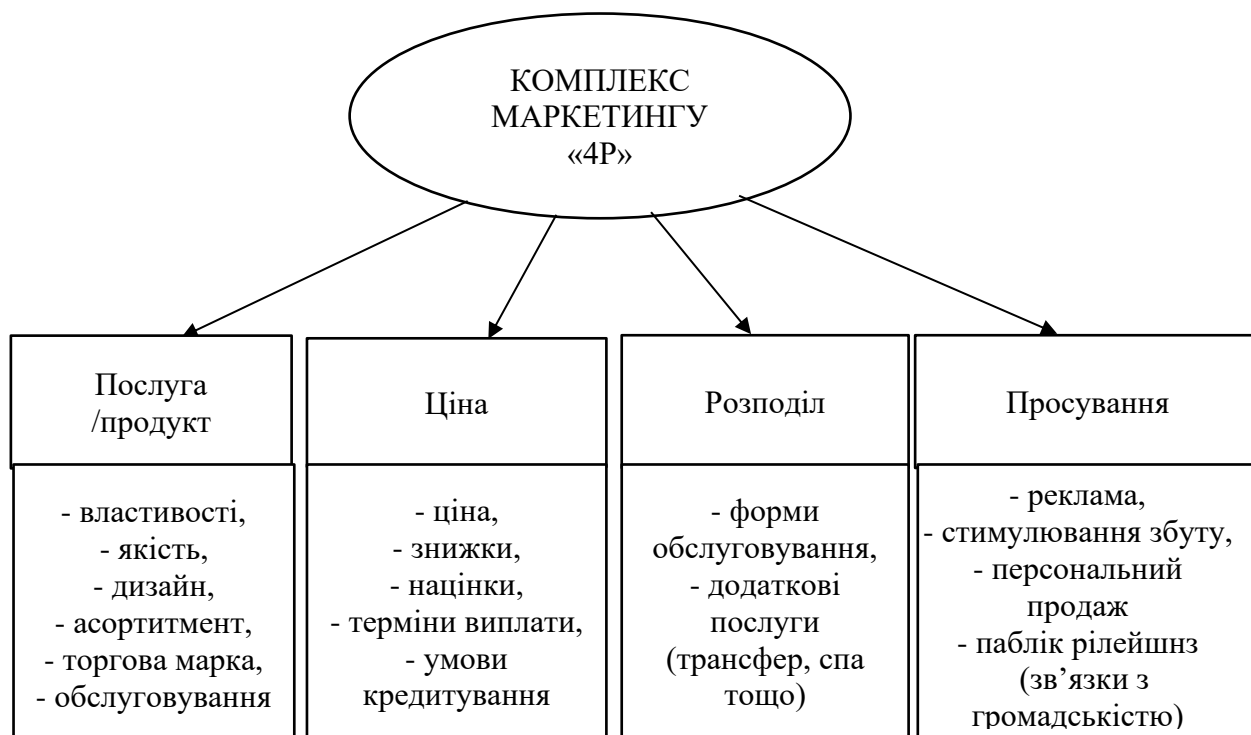 КОМПЛЕКС
МАРКЕТИНГУ
«4Р»
Послуга
/продукт
Ціна
Розподіл
Просування
- властивості,
- якість,
- дизайн,
- асортитмент,
- торгова марка,
- обслуговування
- ціна,
- знижки,
- націнки,
- терміни виплати,
- умови
кредитування
- форми
обслуговування,
- додаткові
послуги
(трансфер, спа
тощо)
- реклама,
- стимулювання збуту,
- персональний
продаж
- паблік рілейшнз
(зв’язки з
громадськістю)